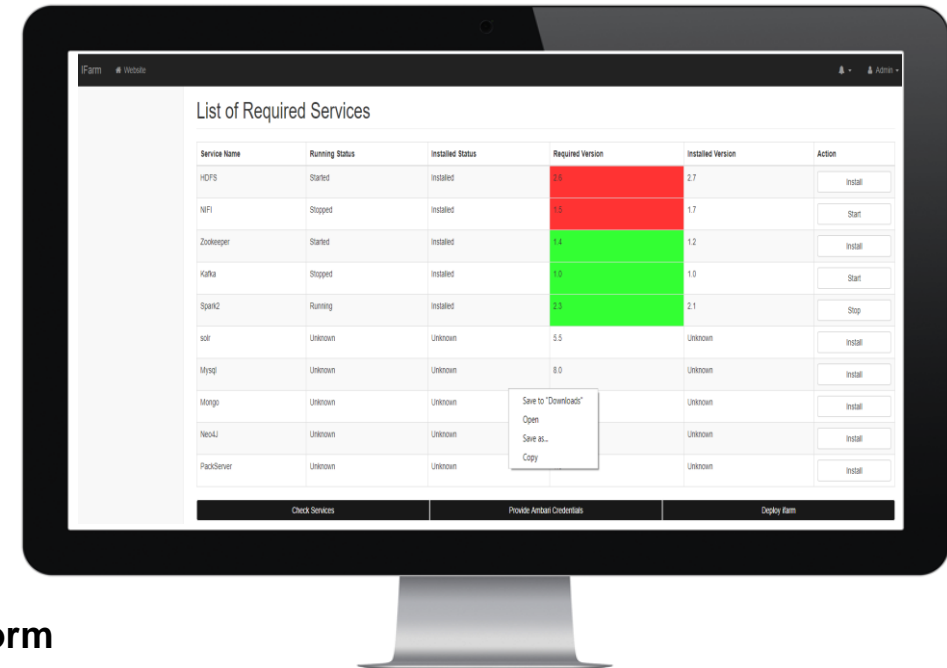 IFarm Website Admin
List of Required Services
Service Name Running Status Installed Status Required Version Installed Version Action
HDFS Started Installed 2.6 2.7 Install
NIFI Stopped Installed 1.5 1.7 Start
Zookeeper Started Installed 1.4 1.2 Install
Kafka Stopped Installed 1.0 1.0 Start
Spark2 Running Installed 2.3 2.1 Stop
solr Unknown Unknown 5.5 Unknown Install
Mysql Unknown Unknown 8.0 Unknown Install
Mongo Unknown Unknown Unknown Install
Neo4J Unknown Unknown Unknown Install
PackServer Unknown Unknown Unknown Install
Save to "Downloads"
Open
Save as...
Copy
Check Services Provide Ambari Credentials Deploy ifarm
orm